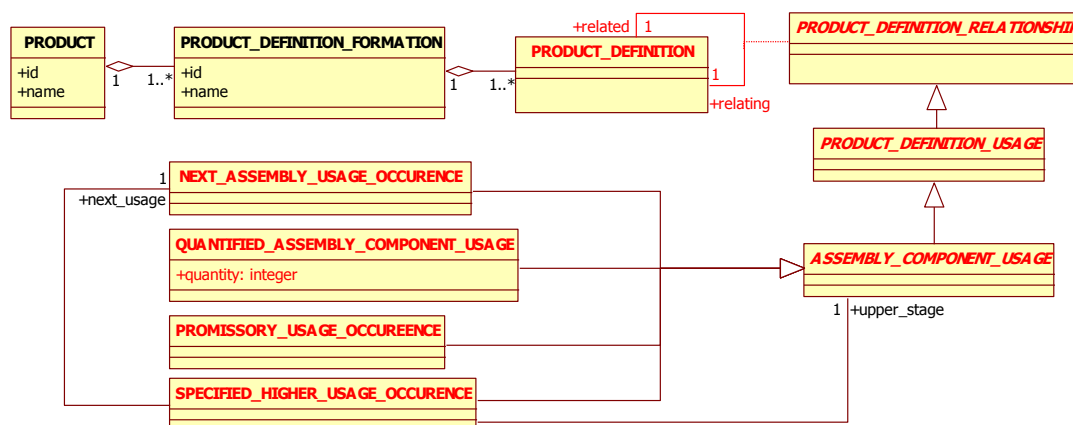 PRODUCT
+id
+name
1
1..*
PRODUCT_DEFINITION_FORMATION
+id
+name
1
1..*
+related
1
PRODUCT_DEFINITION
1
+relating
PRODUCT_DEFINITION_RELATIONSHIP
PRODUCT_DEFINITION_USAGE
1
+next_usage
NEXT_ASSEMBLY_USAGE_OCCURENCE
QUANTIFIED_ASSEMBLY_COMPONENT_USAGE
+quantity: integer
ASSEMBLY_COMPONENT_USAGE
1
+upper_stage
PROMISSORY_USAGE_OCCUREENCE
SPECIFIED_HIGHER_USAGE_OCCURENCE